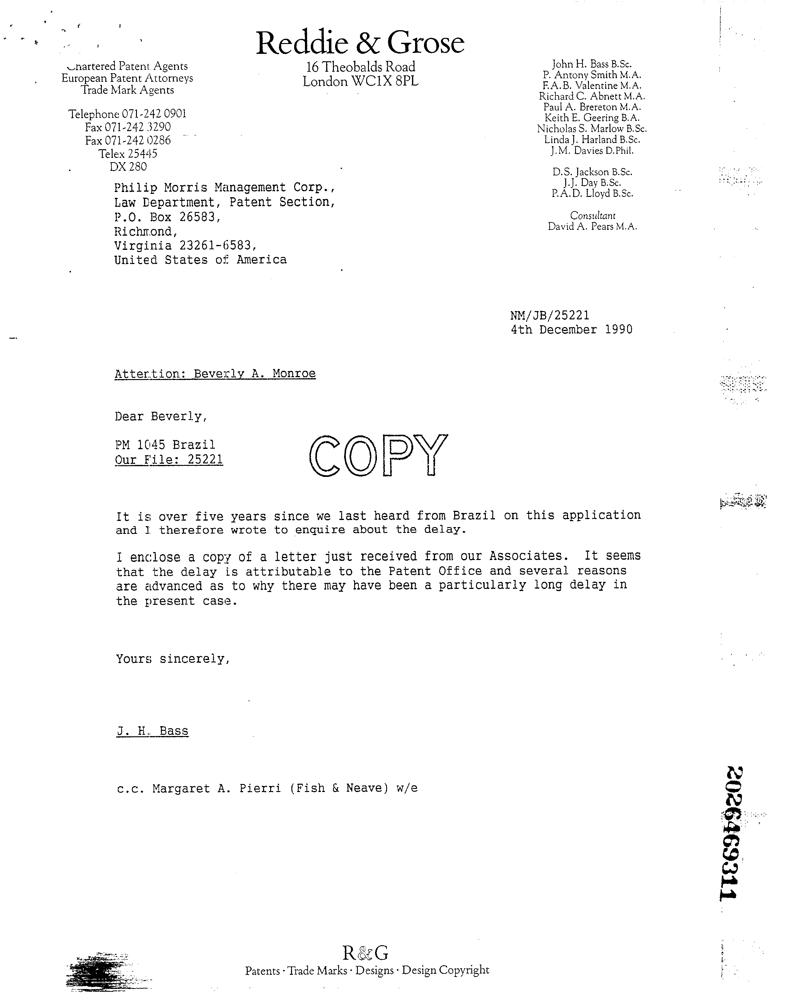 Reddie & Grose
16 Theobalds Road
London WC1X 8PL
Chartered Patent Agents
European Patent Attorneys
Trade Mark Agents
Telephone 071-242 0901
Fax 071-242 3290
Fax 071-242 0286
Telex 25445
DX 280
John H. Bass B.Sc.
P. Antony Smith M.A.
F.A.B. Valentine M.A.
Richard C. Abnett M.A.
Paul A. Brereton M.A.
Keith E. Geering B.A.
Nicholas S. Marlow B.Sc.
Linda J. Harland B.Sc.
J.M. Davies D.Phil.
D.S. Jackson B.Sc.
J.J. Day B.Sc.
P.A.D. Lloyd B.Sc.
Consultant
David A. Pears M.A.
Philip Morris Management Corp.,
Law Department, Patent Section,
P.O. Box 26583,
Richmond,
Virginia 23261-6583,
United States of America
NM/JB/25221
4th December 1990
Attention: Beverly A. Monroe
Dear Beverly,
PM 1045 Brazil
Our File: 25221
COPY
It is over five years since we last heard from Brazil on this application
and I therefore wrote to enquire about the delay.
I enclose a copy of a letter just received from our Associates. It seems
that the delay is attributable to the Patent Office and several reasons
are advanced as to why there may have been a particularly long delay in
the present case.
Yours sincerely,
J. H. Bass
c.c. Margaret A. Pierri (Fish & Neave) w/e
2026469311
R&G
Patents · Trade Marks · Designs · Design Copyright